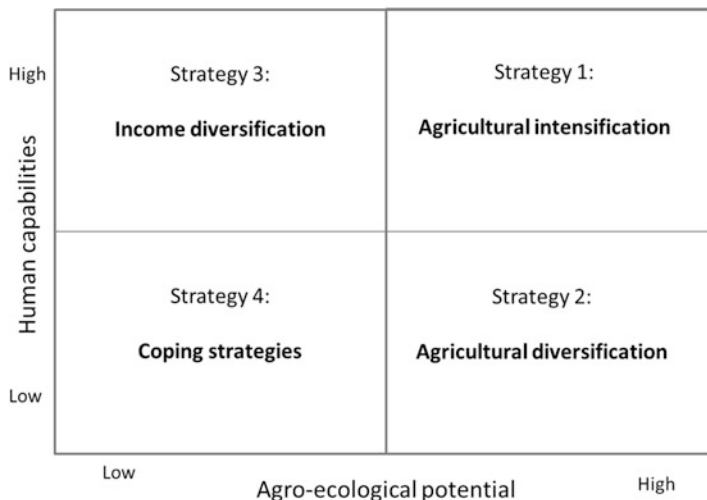 High
Strategy 3:
Strategy 1:
Income diversification
Agricultural intensification
Human capabilities
Strategy 4:
Strategy 2:
Coping strategies
Agricultural diversification
Low
Low
Agro-ecological potential
High